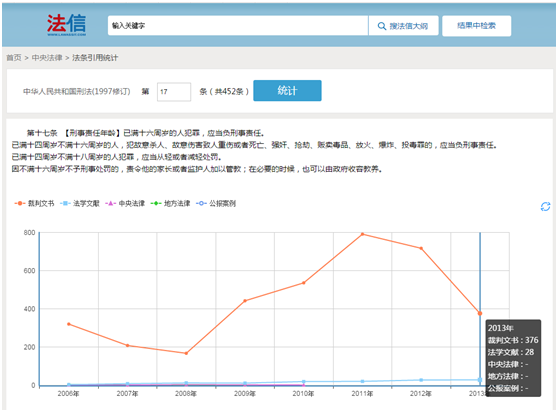 法信
输入关键字
搜法信大纲
结果中检索
首页 > 中央法律 > 法条引用统计
中华人民共和国刑法(1997修订) 第 17 条（共452条） 统计
第十七条 【刑事责任年龄】已满十六周岁的人犯罪，应当负刑事责任。
已满十四周岁不满十六周岁的人，犯故意杀人、故意伤害致人重伤或者死亡、强奸、抢劫、贩卖毒品、放火、爆炸、投毒罪的，应当负刑事责任。
已满十四周岁不满十八周岁的人犯罪，应当从轻或者减轻处罚。
因不满十六周岁不予刑事处罚的，责令他的家长或者监护人加以管教；在必要的时候，也可以由政府收容教养。
裁判文书 法学文献 中央法律 地方法律 公报案例
800
600
400
200
0
2006年 2007年 2008年 2009年 2010年 2011年 2012年 2013
2013年
裁判文书 : 376
法学文献 : 28
中央法律 : -
地方法律 : -
公报案例 : -